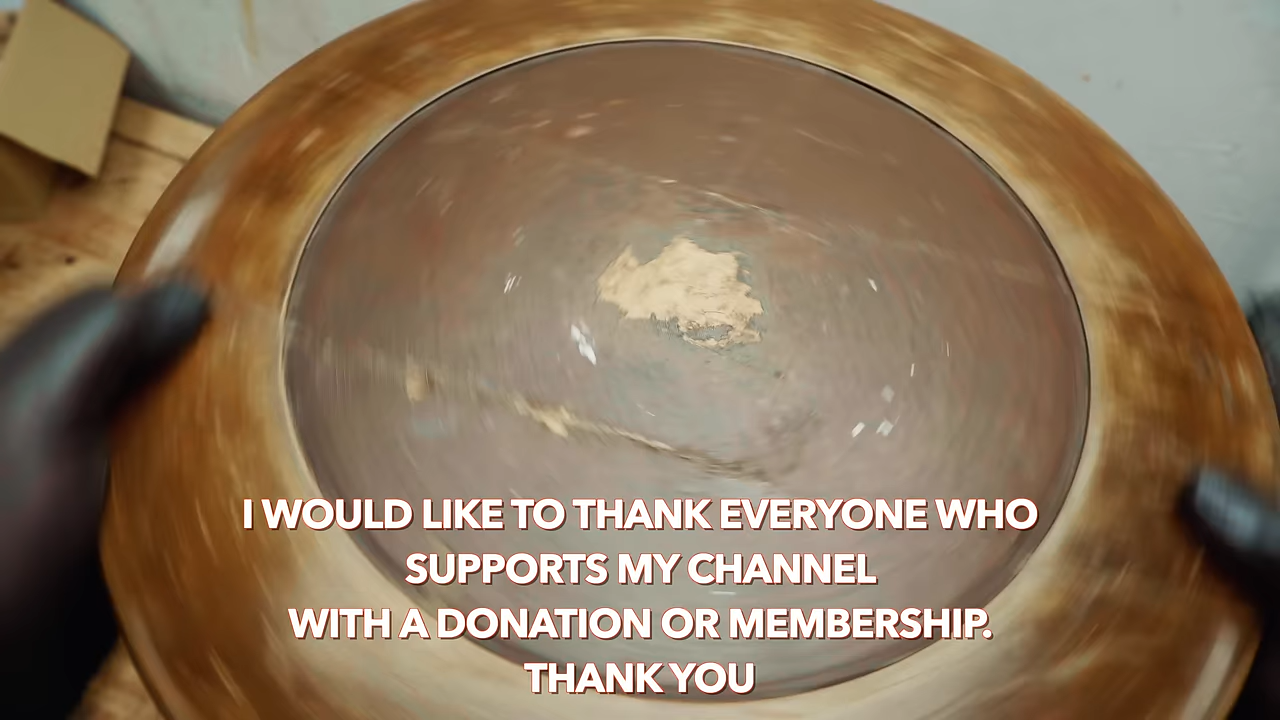 I WOULD LIKE TO THANK EVERYONE WHO
SUPPORTS MY CHANNEL
WITH A DONATION OR MEMBERSHIP.
THANK YOU